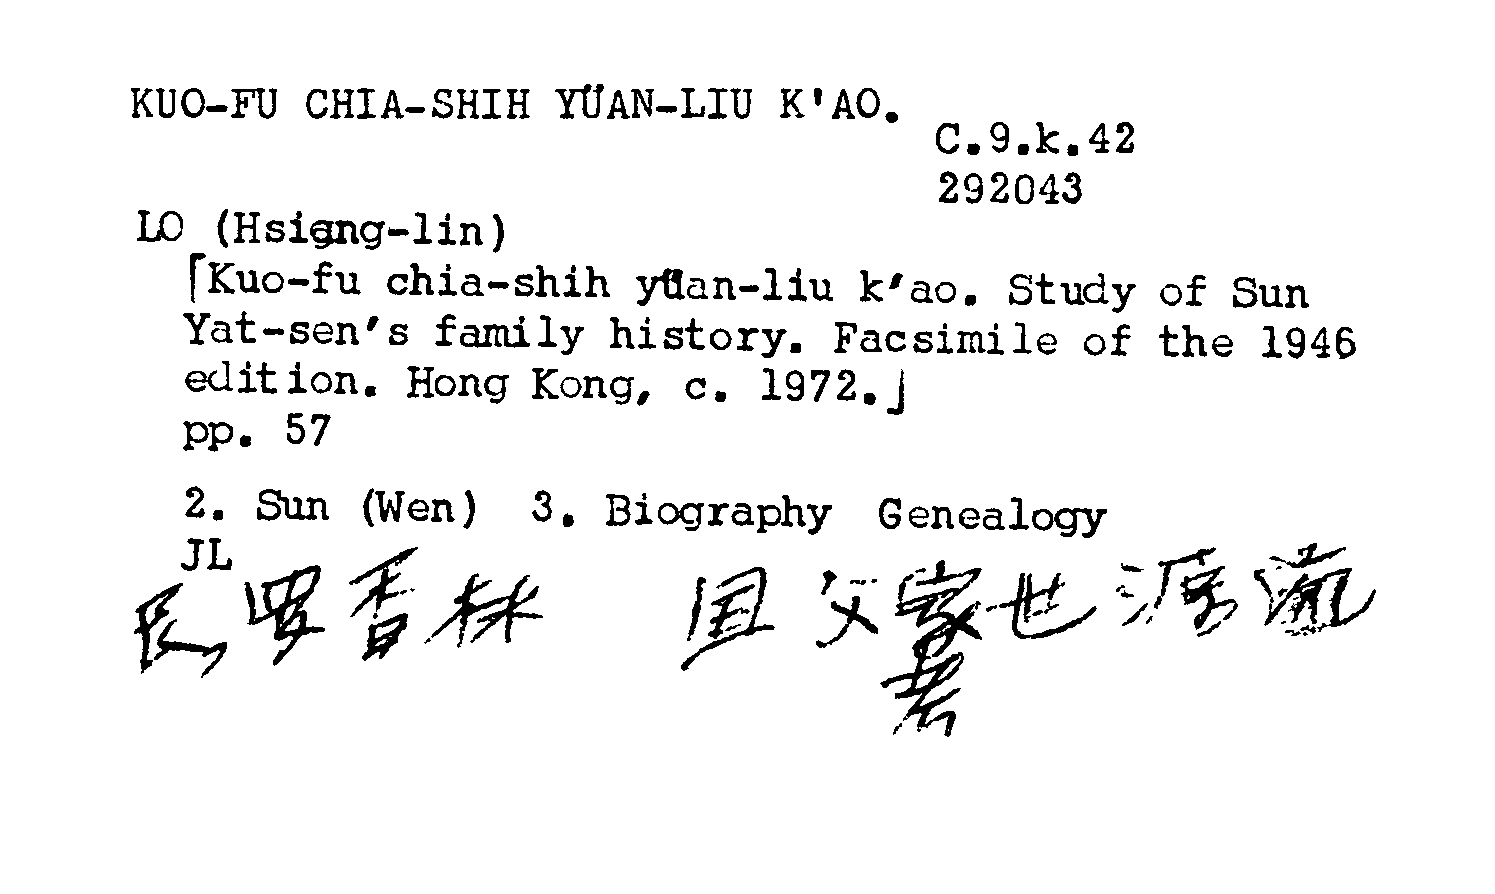 KUO-FU CHIA-SHIH YÜAN-LIU K'AO.
C.9.k.42
292043
LO (Hsiang-lin)
「Kuo-fu chia-shih yüan-liu k'ao. Study of Sun
Yat-sen's family history. Facsimile of the 1946
edition. Hong Kong, c. 1972.」
pp. 57
2. Sun (Wen) 3. Biography Genealogy
JL
民 羅香林 国父家世源流
考